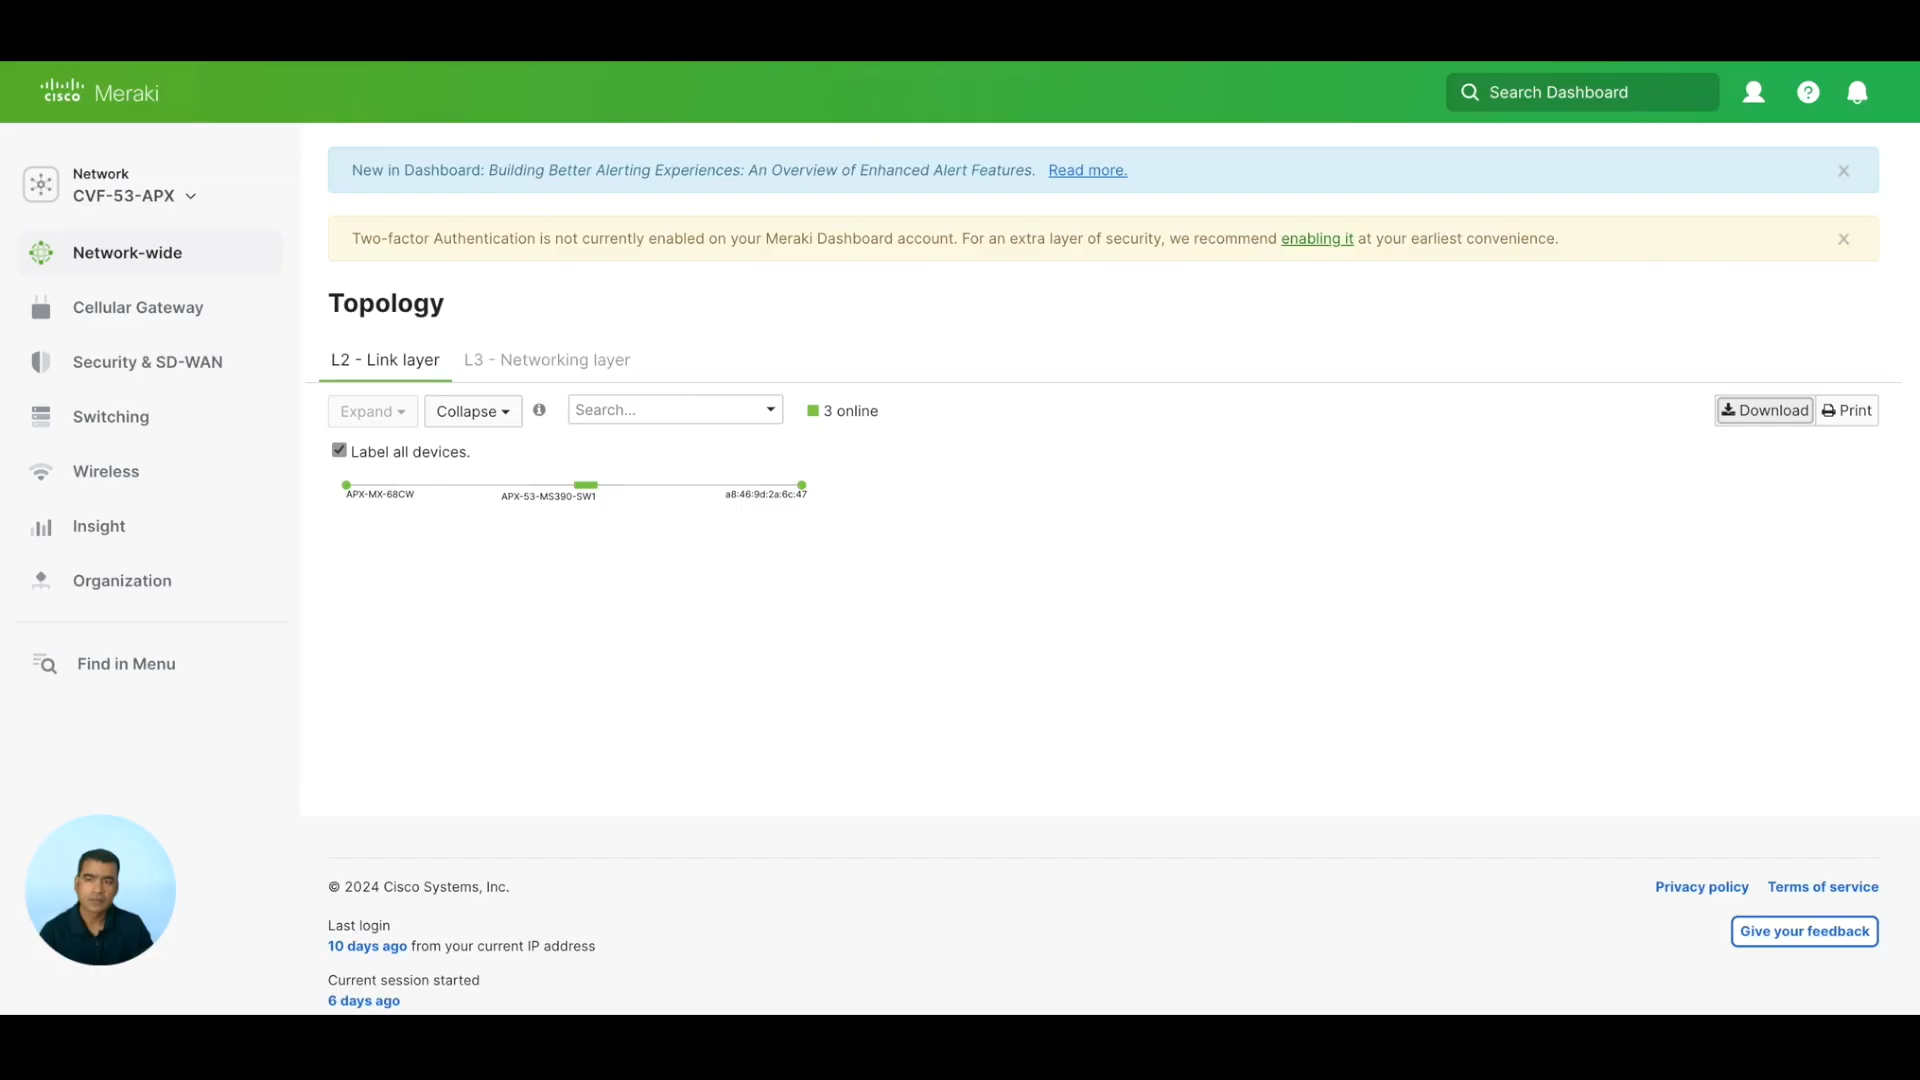 CISCO Meraki
Search Dashboard
Network
CVF-53-APX
New in Dashboard: Building Better Alerting Experiences: An Overview of Enhanced Alert Features. Read more.
Two-factor Authentication is not currently enabled on your Meraki Dashboard account. For an extra layer of security, we recommend enabling it at your earliest convenience.
Network-wide
Cellular Gateway
Security & SD-WAN
Switching
Wireless
Insight
Organization
Find in Menu
Topology
L2 - Link layer
L3 - Networking layer
Expand
Collapse
Search...
3 online
Download
Print
Label all devices.
APX-MX-68CW
APX-53-MS390-SW1
a8:46:9d:2a:6c:47
© 2024 Cisco Systems, Inc.
Privacy policy
Terms of service
Last login
10 days ago from your current IP address
Give your feedback
Current session started
6 days ago